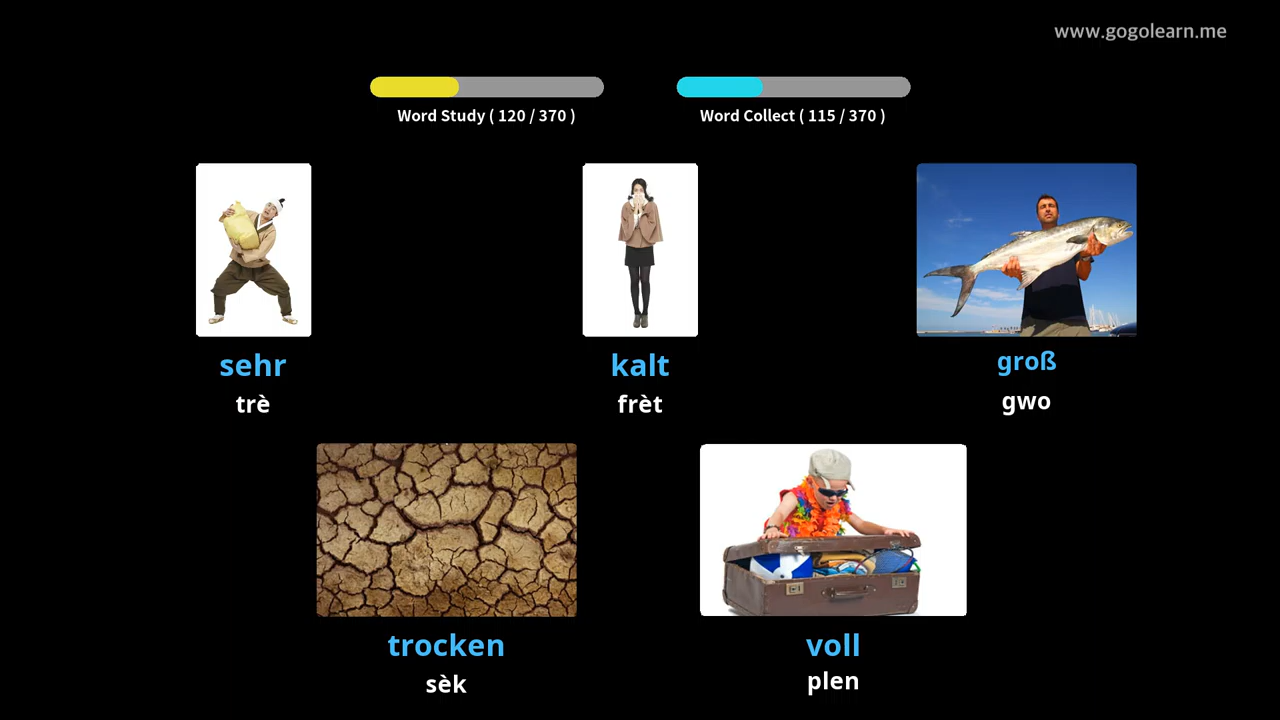 www.gogolearn.me
Word Study ( 120 / 370 )
Word Collect ( 115 / 370 )
sehr
trè
kalt
frèt
groß
gwo
trocken
sèk
voll
plen